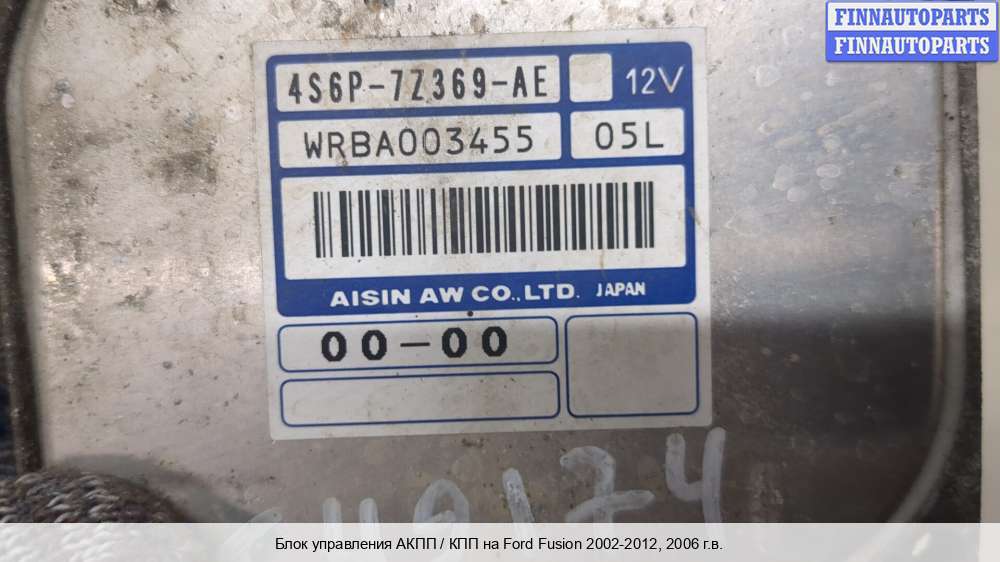 FINNAUTOPARTS
FINNAUTOPARTS
4S6P-7Z369-AE
12V
WRBA003455
05L
AISIN AW CO.,LTD. JAPAN
00-00
Блок управления АКПП / КПП на Ford Fusion 2002-2012, 2006 г.в.